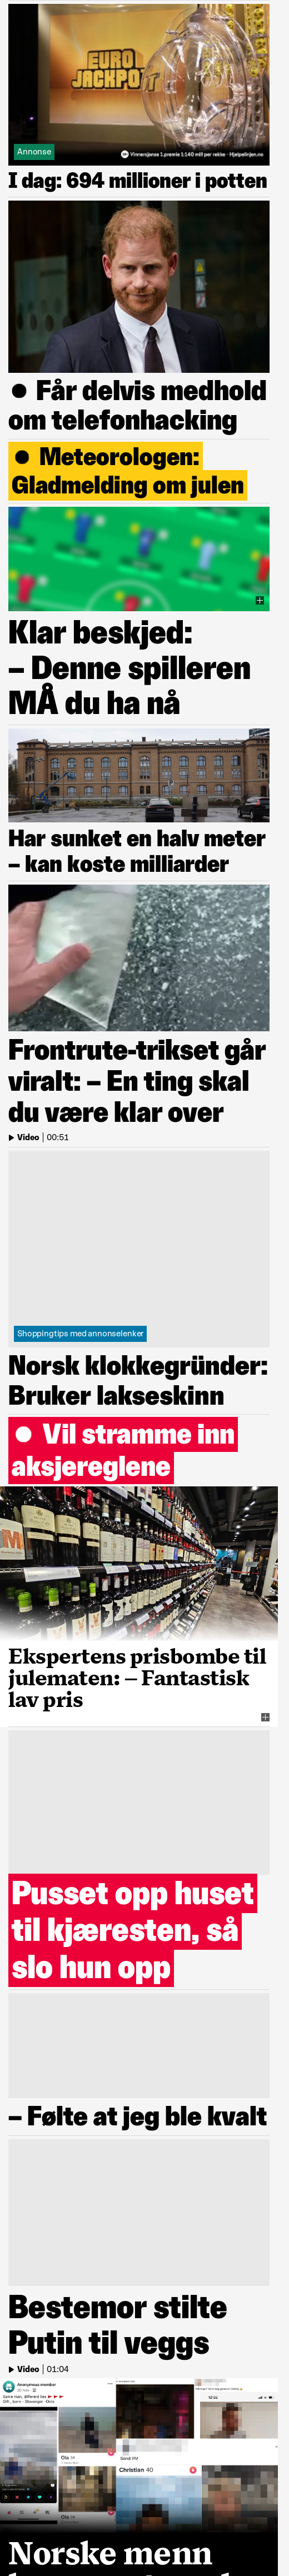 EURO
JACKPOT
Annonse
Vinnersjanse 1.premie 1:140 mill per rekke - Hjelpelinjen.no
I dag: 694 millioner i potten
● Får delvis medhold
om telefonhacking
● Meteorologen:
Gladmelding om julen
Klar beskjed:
– Denne spilleren
MÅ du ha nå
Har sunket en halv meter
– kan koste milliarder
Frontrute-trikset går
viralt: – En ting skal
du være klar over
Video | 00:51
Shoppingtips med annonselenker
Norsk klokkegründer:
Bruker lakseskinn
● Vil stramme inn
aksjereglene
Ekspertens prisbombe til
julematen: – Fantastisk
lav pris
Pusset opp huset
til kjæresten, så
slo hun opp
– Følte at jeg ble kvalt
Bestemor stilte
Putin til veggs
Video | 01:04
Anonymous member
Ola 34
Send PM
Christian 40
Ola 34
Norske menn